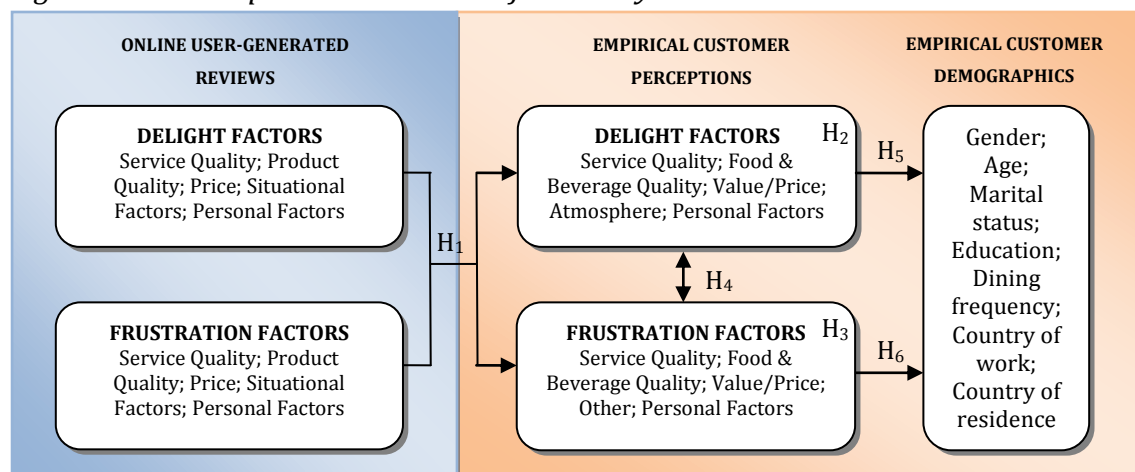 ONLINE USER-GENERATED
REVIEWS
DELIGHT FACTORS
Service Quality; Product
Quality; Price; Situational
Factors; Personal Factors
FRUSTRATION FACTORS
Service Quality; Product
Quality; Price; Situational
Factors; Personal Factors
H1
EMPIRICAL CUSTOMER
PERCEPTIONS
DELIGHT FACTORS
H2
Service Quality; Food &
Beverage Quality; Value/Price;
Atmosphere; Personal Factors
H4
FRUSTRATION FACTORS
H3
Service Quality; Food &
Beverage Quality; Value/Price;
Other; Personal Factors
H5
H6
EMPIRICAL CUSTOMER
DEMOGRAPHICS
Gender;
Age;
Marital
status;
Education;
Dining
frequency;
Country of
work;
Country of
residence